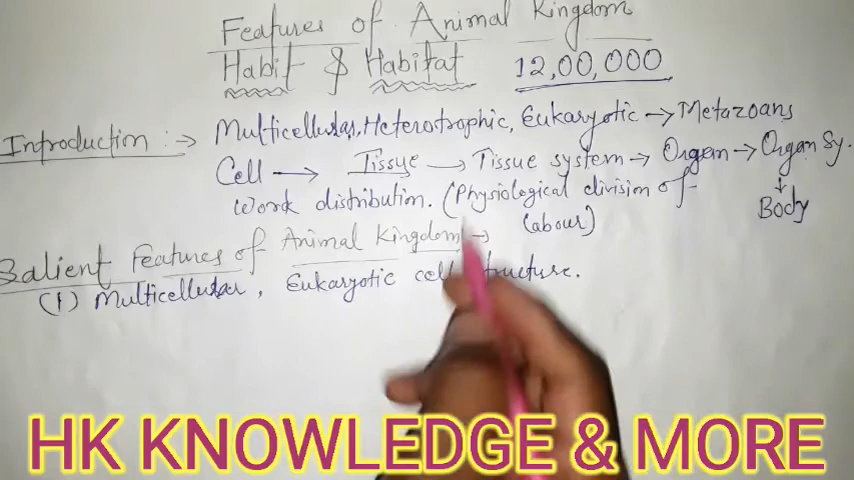 Features of Animal Kingdom
Habit & Habitat 12,00,000
Introduction :→ Multicellular, Heterotrophic, Eukaryotic → Metazoans
Cell → Tissue → Tissue system → Organ → Organ Sy.
↓
Work distribution. (Physiological division of labour)
Body
Salient Features of Animal Kingdom →
(1) Multicellular, Eukaryotic cell structure.
HK KNOWLEDGE & MORE